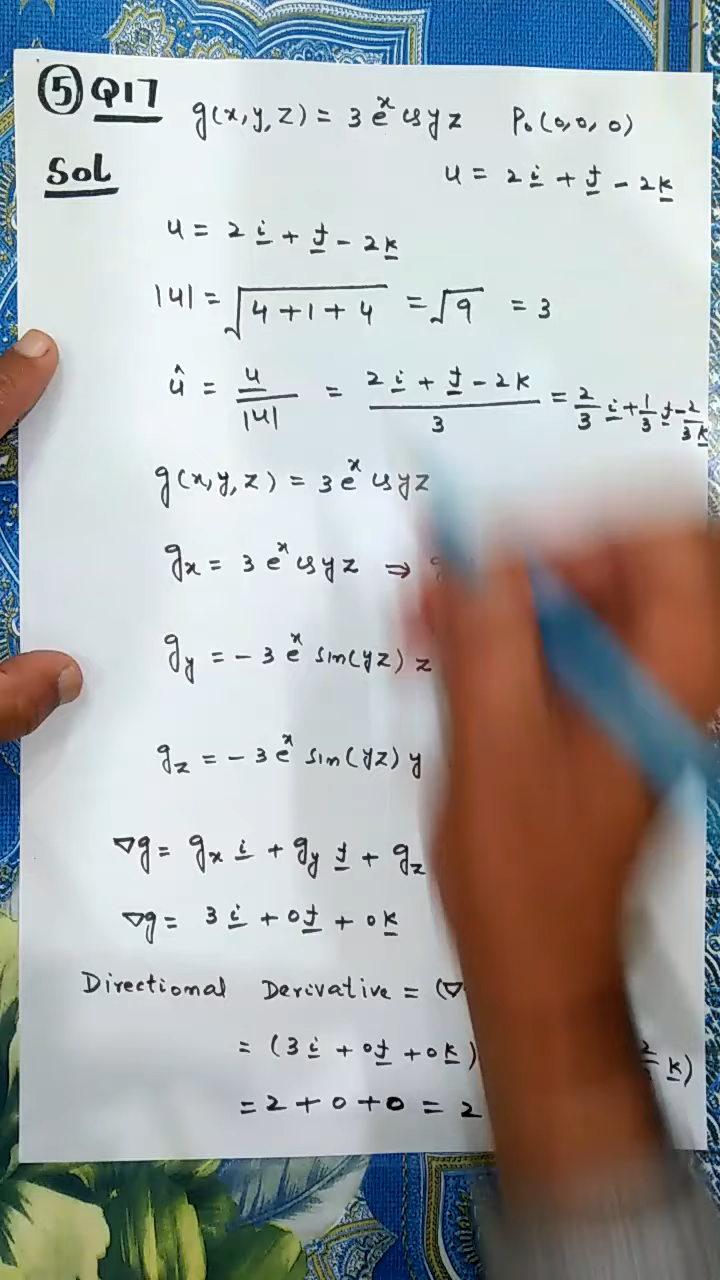 ⑤ Q17 g(x,y,z) = 3 e^x cos yz P₀(0,0,0)
Sol u = 2i + j - 2k
u = 2i + j - 2k
|u| = √(4+1+4) = √9 = 3
û = u/|u| = (2i + j - 2k)/3 = 2/3 i + 1/3 j - 2/3 k
g(x,y,z) = 3 e^x cos yz
gx = 3 e^x cos yz ⇒
gy = - 3 e^x sin(yz) z
gz = - 3 e^x sin(yz) y
∇g = gx i + gy j + gz
∇g = 3i + 0j + 0k
Directional Derivative = (∇
= (3i + 0j + 0k) k)
= 2 + 0 + 0 = 2